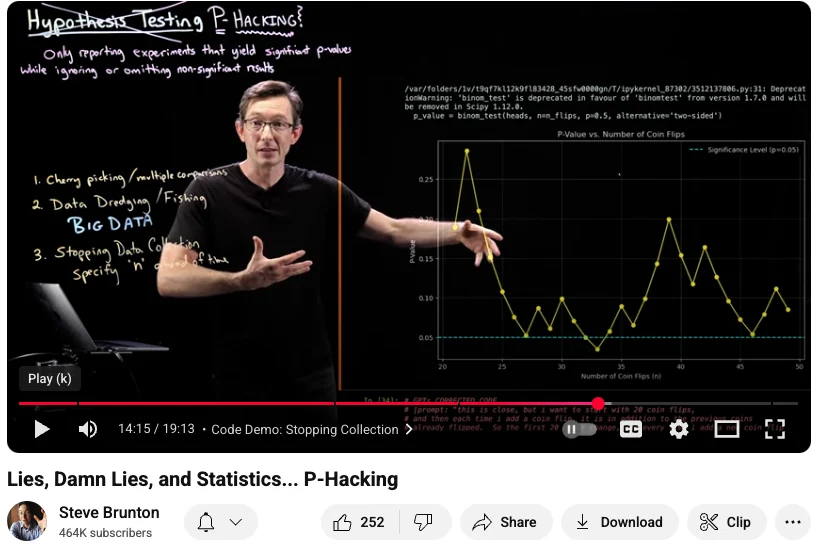 Hypothesis Testing P-HACKING?
Only reporting experiments that yield significant p-values
while ignoring or omitting non-significant results
1. Cherry picking/multiple comparisons
2. Data Dredging/Fishing
BIG DATA
3. Stopping Data Collection
specify 'n' ahead of time
/var/folders/1v/t9qf7kl12k9fl83428_45sfw0000gn/T/ipykernel_87302/3512137806.py:31: Deprecat
ionWarning: 'binom_test' is deprecated in favour of 'binomtest' from version 1.7.0 and will
be removed in Scipy 1.12.0.
p_value = binom_test(heads, n=n_flips, p=0.5, alternative='two-sided')
P-Value vs. Number of Coin Flips
Significance Level (p=0.05)
P-Value
0.25
0.20
0.15
0.10
0.05
20 25 30 35 40 45 50
Number of Coin Flips (n)
In [34]: # GPTs CORRECTED CODE
# [prompt: "this is close, but i want to start with 20 coin flips,
# and then each time i add a coin flip, it is in addition to the previous coins
already flipped. So the first 20
Play (k)
14:15 / 19:13 • Code Demo: Stopping Collection
CC
Lies, Damn Lies, and Statistics... P-Hacking
Steve Brunton
464K subscribers
252
Share
Download
Clip